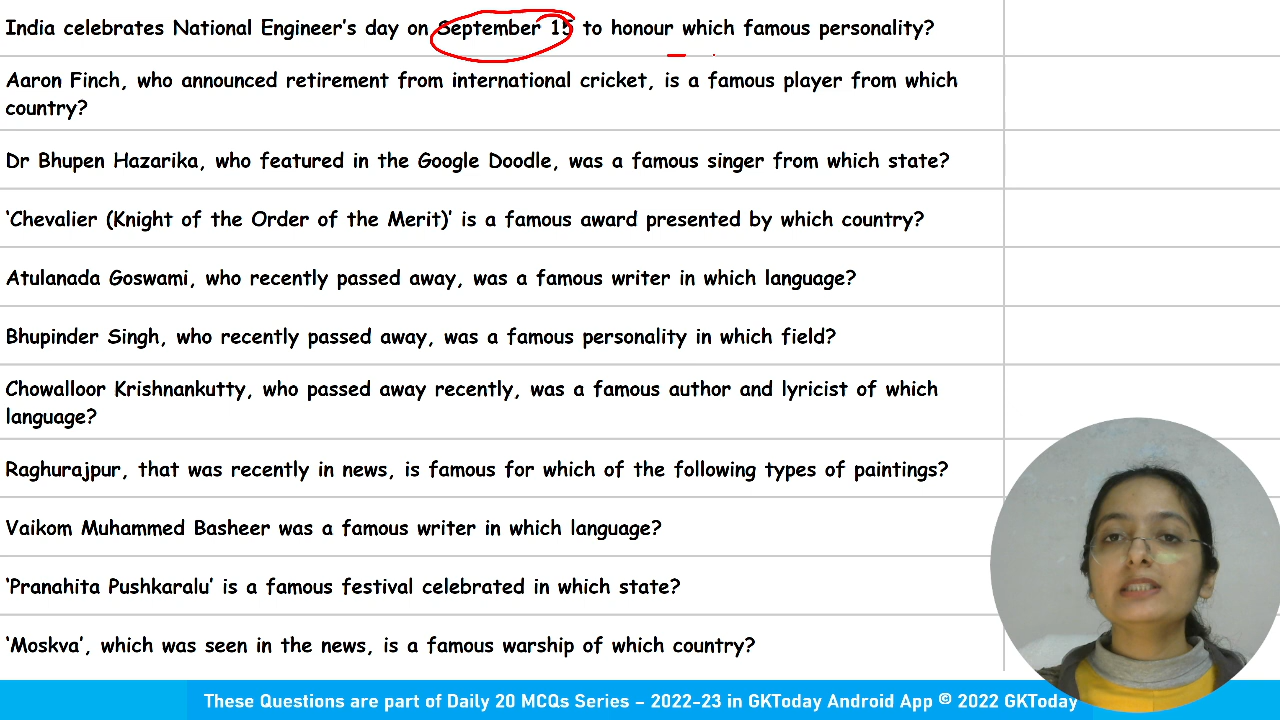 India celebrates National Engineer's day on September 15 to honour which famous personality?
Aaron Finch, who announced retirement from international cricket, is a famous player from which
country?
Dr Bhupen Hazarika, who featured in the Google Doodle, was a famous singer from which state?
‘Chevalier (Knight of the Order of the Merit)’ is a famous award presented by which country?
Atulanada Goswami, who recently passed away, was a famous writer in which language?
Bhupinder Singh, who recently passed away, was a famous personality in which field?
Chowalloor Krishnankutty, who passed away recently, was a famous author and lyricist of which
language?
Raghurajpur, that was recently in news, is famous for which of the following types of paintings?
Vaikom Muhammed Basheer was a famous writer in which language?
‘Pranahita Pushkaralu’ is a famous festival celebrated in which state?
‘Moskva’, which was seen in the news, is a famous warship of which country?
These Questions are part of Daily 20 MCQs Series – 2022-23 in GKToday Android App © 2022 GKToday